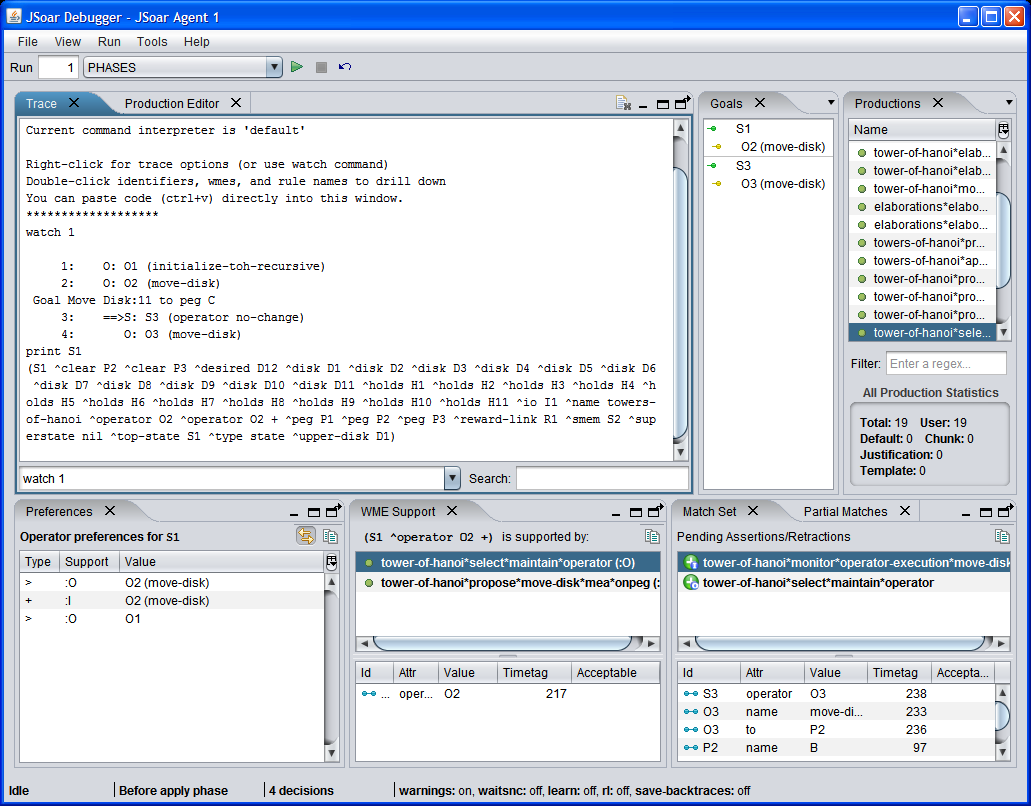 JSoar Debugger - JSoar Agent 1
File View Run Tools Help
Run 1 PHASES
Trace Production Editor
Current command interpreter is 'default'
Right-click for trace options (or use watch command)
Double-click identifiers, wmes, and rule names to drill down
You can paste code (ctrl+v) directly into this window.
*******************
watch 1
1: O: O1 (initialize-toh-recursive)
2: O: O2 (move-disk)
Goal Move Disk:11 to peg C
3: ==>S: S3 (operator no-change)
4: O: O3 (move-disk)
print S1
(S1 ^clear P2 ^clear P3 ^desired D12 ^disk D1 ^disk D2 ^disk D3 ^disk D4 ^disk D5 ^disk D6
^disk D7 ^disk D8 ^disk D9 ^disk D10 ^disk D11 ^holds H1 ^holds H2 ^holds H3 ^holds H4 ^h
olds H5 ^holds H6 ^holds H7 ^holds H8 ^holds H9 ^holds H10 ^holds H11 ^io I1 ^name towers-
of-hanoi ^operator O2 ^operator O2 + ^peg P1 ^peg P2 ^peg P3 ^reward-link R1 ^smem S2 ^sup
erstate nil ^top-state S1 ^type state ^upper-disk D1)
watch 1 Search:
Goals
S1
O2 (move-disk)
S3
O3 (move-disk)
Productions
Name
tower-of-hanoi*elab...
tower-of-hanoi*elab...
tower-of-hanoi*mo...
elaborations*elabo...
elaborations*elabo...
towers-of-hanoi*pr...
towers-of-hanoi*ap...
tower-of-hanoi*pro...
tower-of-hanoi*pro...
tower-of-hanoi*pro...
tower-of-hanoi*sele...
Filter: Enter a regex...
All Production Statistics
Total: 19 User: 19
Default: 0 Chunk: 0
Justification: 0
Template: 0
Preferences
Operator preferences for S1
Type Support Value
> :O O2 (move-disk)
+ :I O2 (move-disk)
> :O O1
WME Support
(S1 ^operator O2 +) is supported by:
tower-of-hanoi*select*maintain*operator (:O)
tower-of-hanoi*propose*move-disk*mea*onpeg (:
Id Attr Value Timetag Acceptable
... oper... O2 217
Match Set Partial Matches
Pending Assertions/Retractions
tower-of-hanoi*monitor*operator-execution*move-disk
tower-of-hanoi*select*maintain*operator
Id Attr Value Timetag Accepta...
S3 operator O3 238
O3 name move-di... 233
O3 to P2 236
P2 name B 97
Idle Before apply phase 4 decisions warnings: on, waitsnc: off, learn: off, rl: off, save-backtraces: off